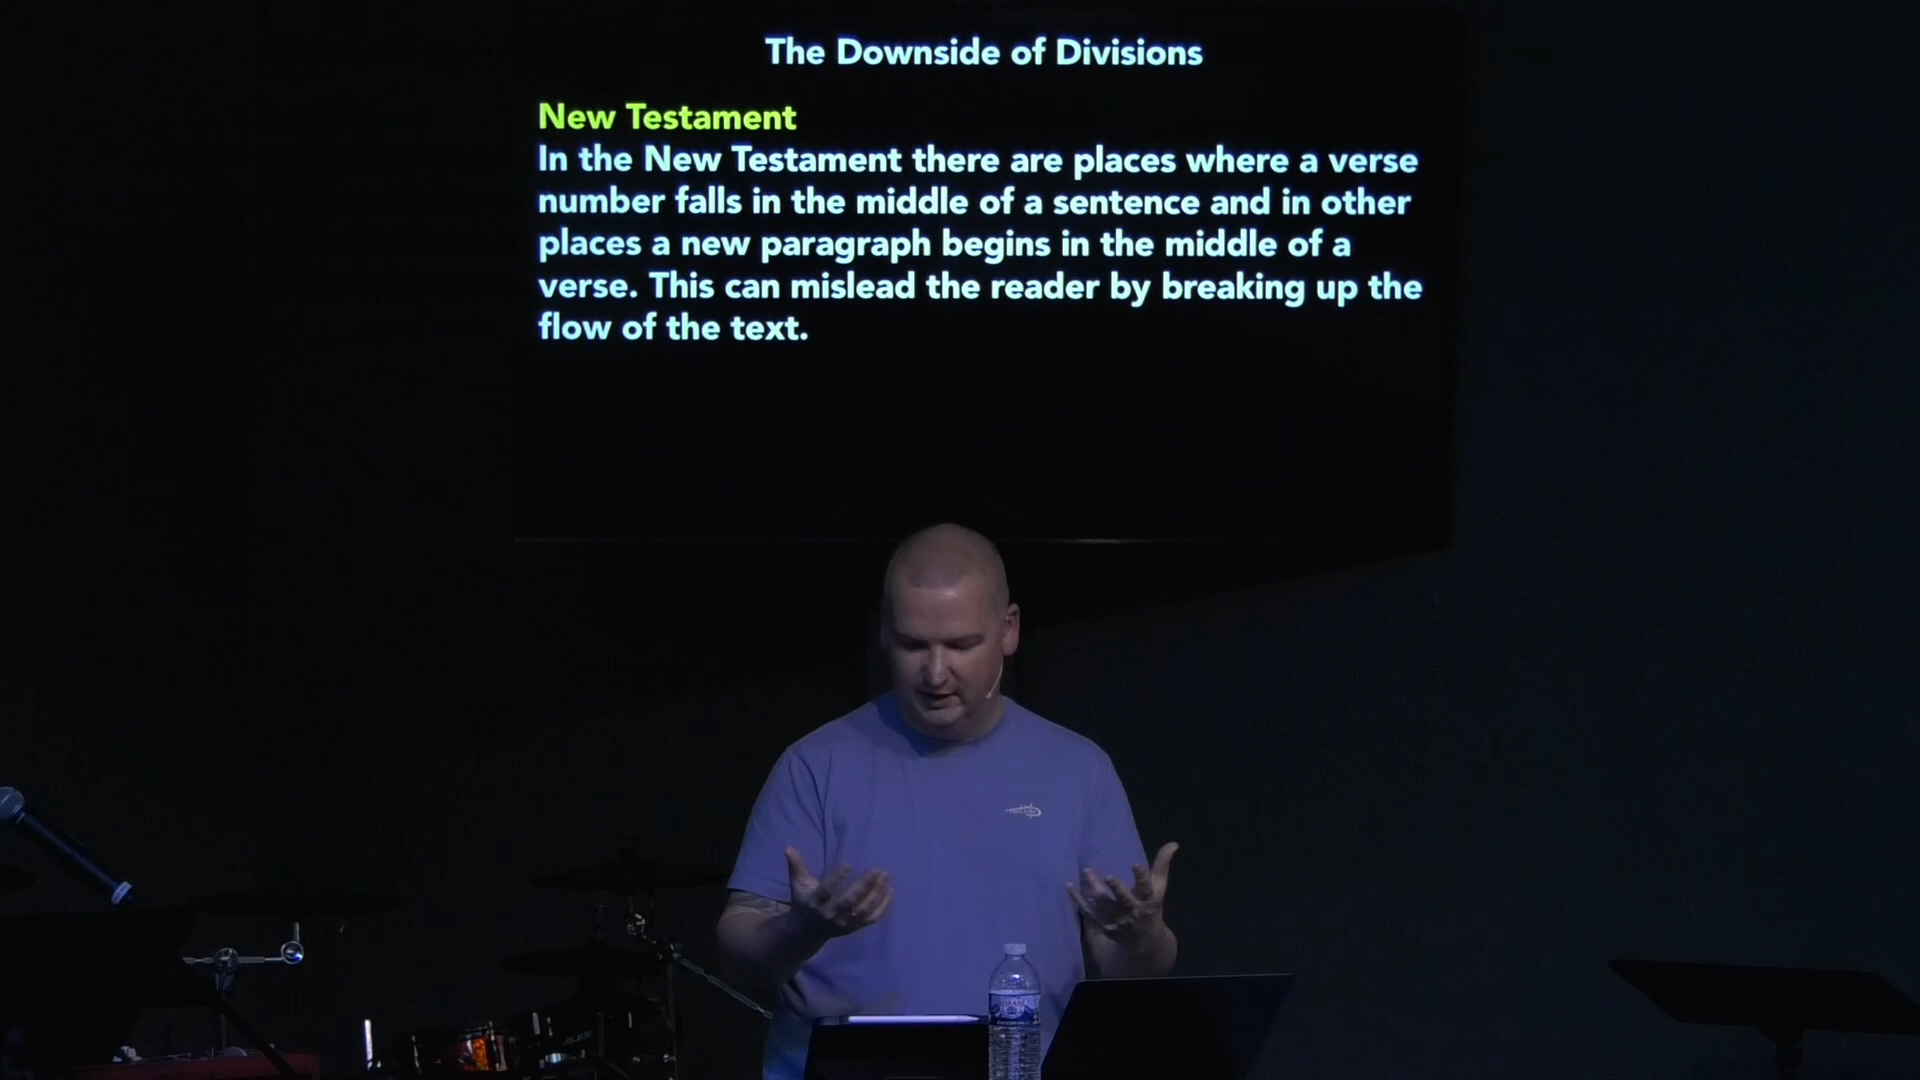 The Downside of Divisions
New Testament
In the New Testament there are places where a verse
number falls in the middle of a sentence and in other
places a new paragraph begins in the middle of a
verse. This can mislead the reader by breaking up the
flow of the text.
ALESIS